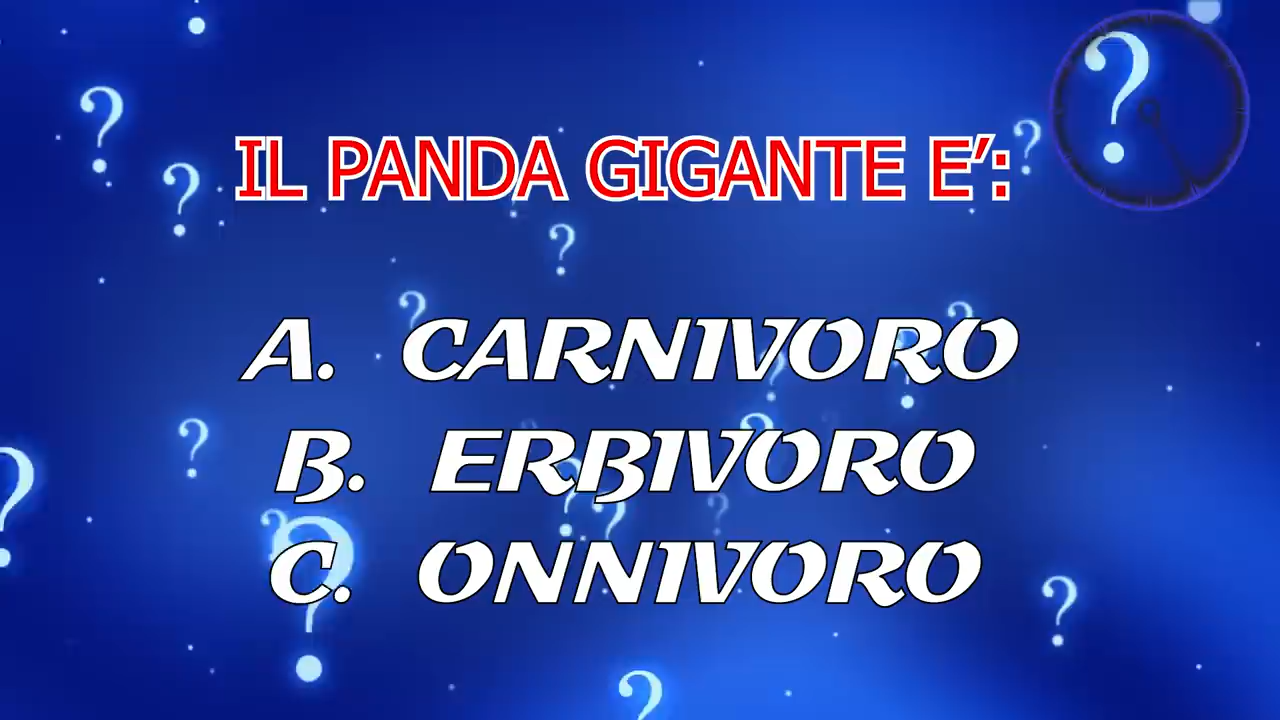 IL PANDA GIGANTE E’:
A. CARNIVORO
B. ERBIVORO
C. ONNIVORO